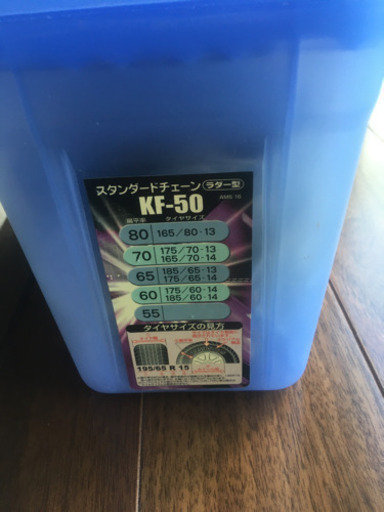 スタンダードチェーン ラダー型
KF-50
AMS 16
扁平率 タイヤサイズ
80 165/80-13
70 175/70-13
165/70-14
65 185/65-13
175/65-14
60 175/60-14
185/60-14
55
タイヤサイズの見方
195/65 R 15